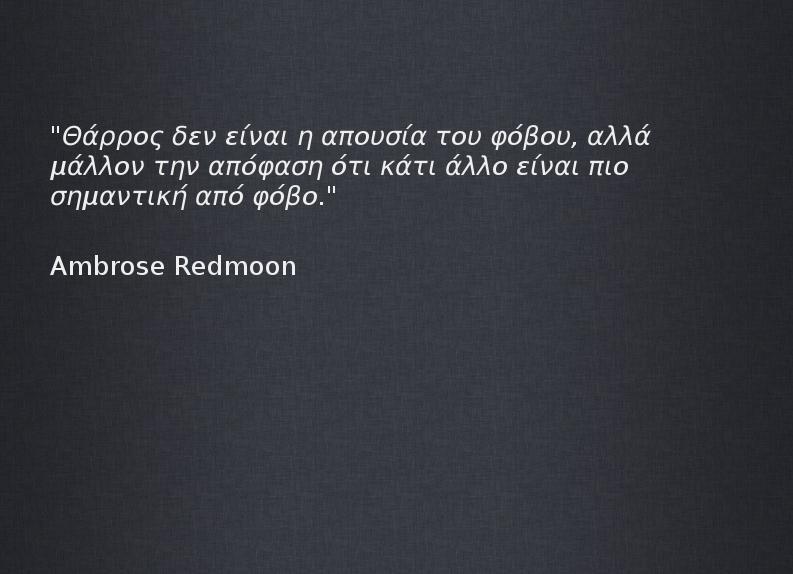 "Θάρρος δεν είναι η απουσία του φόβου, αλλά
μάλλον την απόφαση ότι κάτι άλλο είναι πιο
σημαντική από φόβο."
Ambrose Redmoon